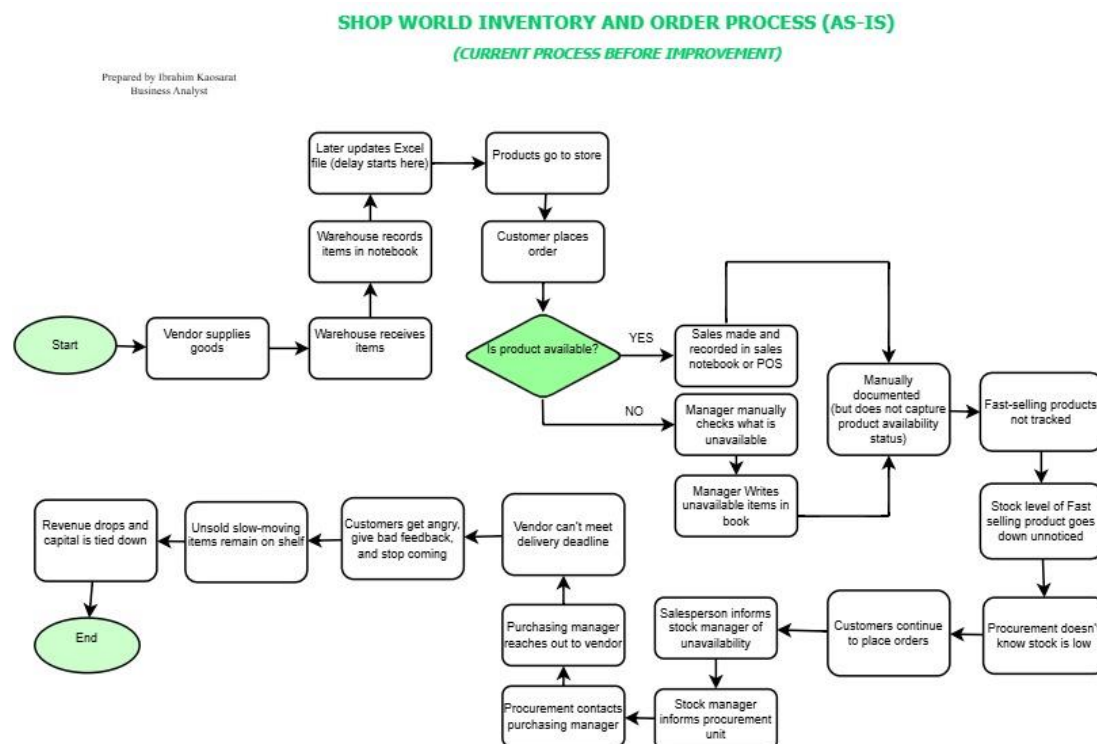 SHOP WORLD INVENTORY AND ORDER PROCESS (AS-IS)
(CURRENT PROCESS BEFORE IMPROVEMENT)
Prepared by Ibrahim Kaosarat
Business Analyst
Start
Vendor supplies
goods
Warehouse receives
items
Warehouse records
items in notebook
Later updates Excel
file (delay starts here)
Products go to store
Customer places
order
Is product available?
YES
Sales made and
recorded in sales
notebook or POS
NO
Manager manually
checks what is
unavailable
Manager Writes
unavailable items in
book
Manually
documented
(but does not capture
product availability
status)
Fast-selling products
not tracked
Stock level of Fast
selling product goes
down unnoticed
Procurement doesn't
know stock is low
Customers continue
to place orders
Salesperson informs
stock manager of
unavailability
Stock manager
informs procurement
unit
Procurement contacts
purchasing manager
Purchasing manager
reaches out to vendor
Vendor can't meet
delivery deadline
Customers get angry,
give bad feedback,
and stop coming
Unsold slow-moving
items remain on shelf
Revenue drops and
capital is tied down
End